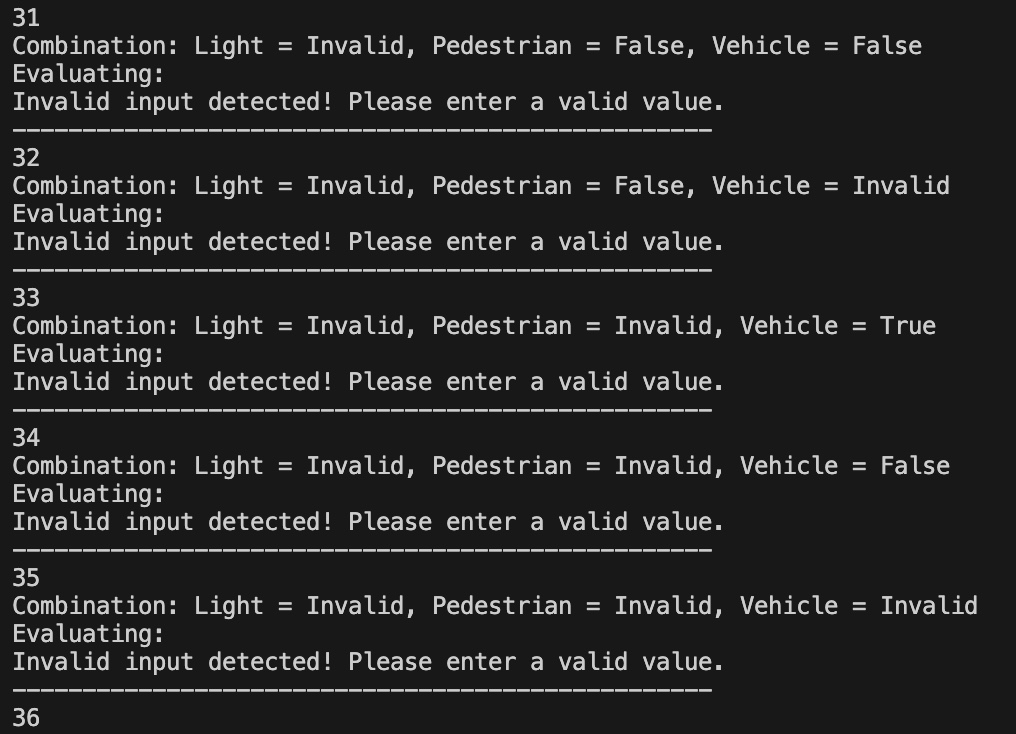 31
Combination: Light = Invalid, Pedestrian = False, Vehicle = False
Evaluating:
Invalid input detected! Please enter a valid value.
--------------------------------------------------
32
Combination: Light = Invalid, Pedestrian = False, Vehicle = Invalid
Evaluating:
Invalid input detected! Please enter a valid value.
--------------------------------------------------
33
Combination: Light = Invalid, Pedestrian = Invalid, Vehicle = True
Evaluating:
Invalid input detected! Please enter a valid value.
--------------------------------------------------
34
Combination: Light = Invalid, Pedestrian = Invalid, Vehicle = False
Evaluating:
Invalid input detected! Please enter a valid value.
--------------------------------------------------
35
Combination: Light = Invalid, Pedestrian = Invalid, Vehicle = Invalid
Evaluating:
Invalid input detected! Please enter a valid value.
--------------------------------------------------
36